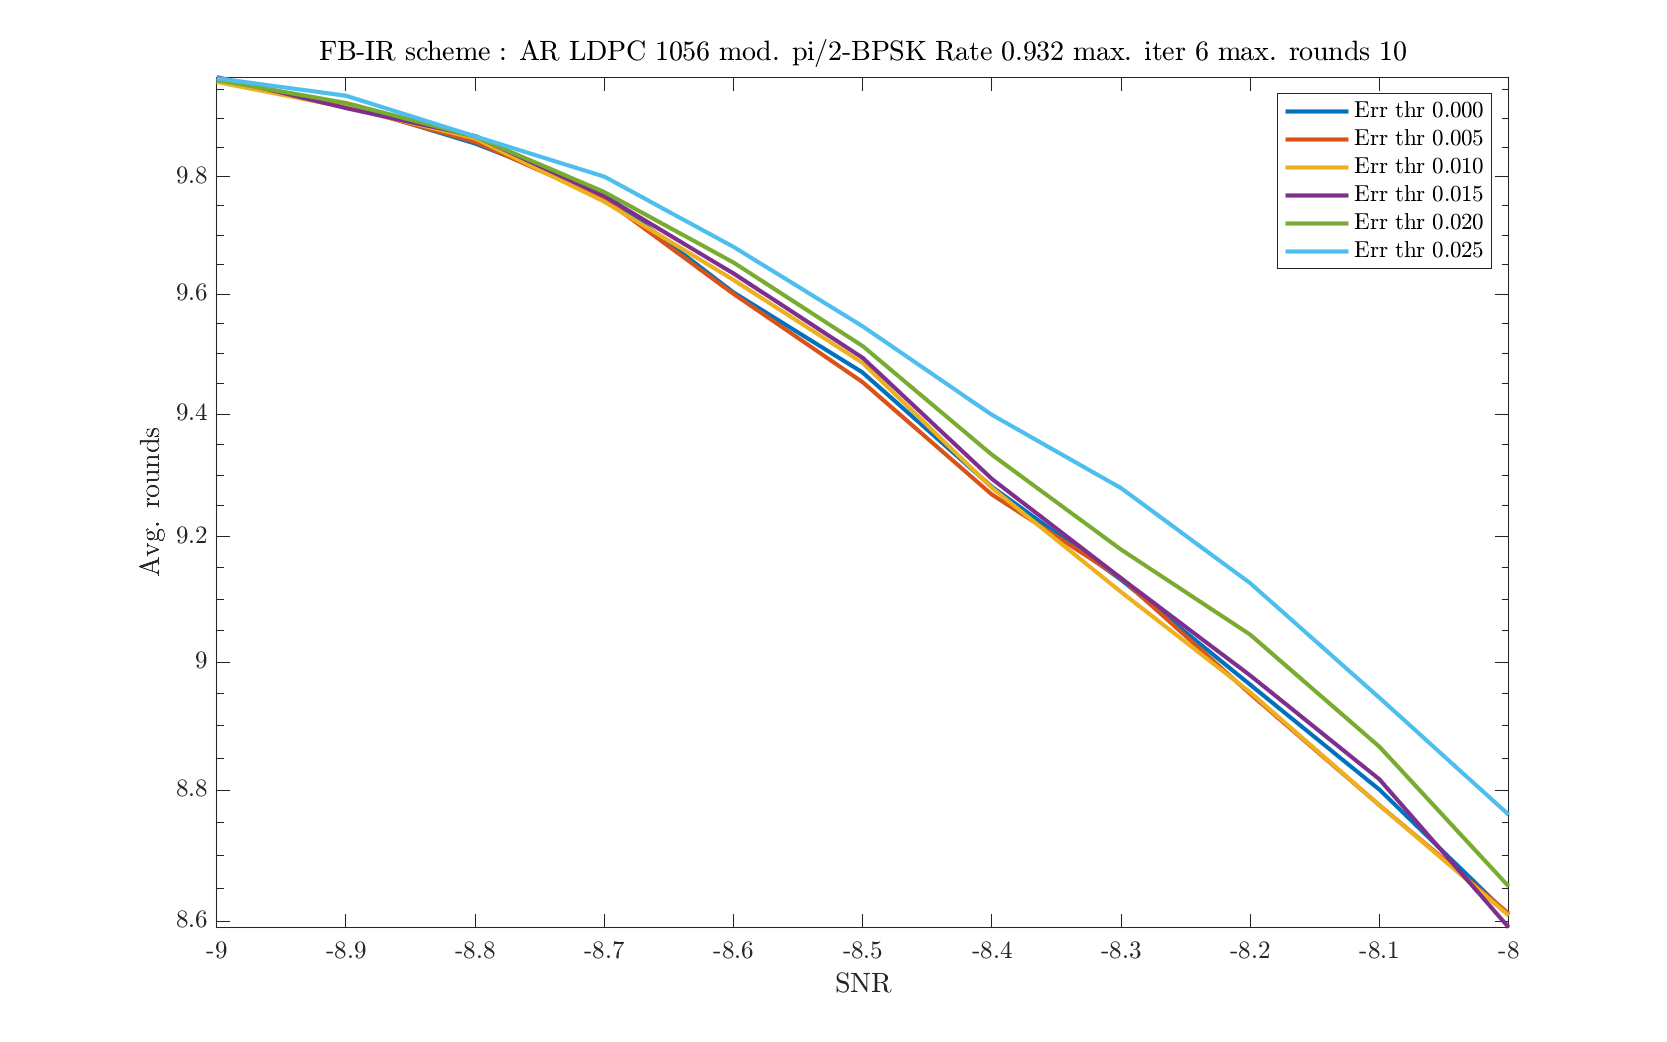 FB-IR scheme : AR LDPC 1056 mod. pi/2-BPSK Rate 0.932 max. iter 6 max. rounds 10
Err thr 0.000
Err thr 0.005
Err thr 0.010
Err thr 0.015
Err thr 0.020
Err thr 0.025
Avg. rounds
9.8
9.6
9.4
9.2
9
8.8
8.6
-9 -8.9 -8.8 -8.7 -8.6 -8.5 -8.4 -8.3 -8.2 -8.1 -8
SNR